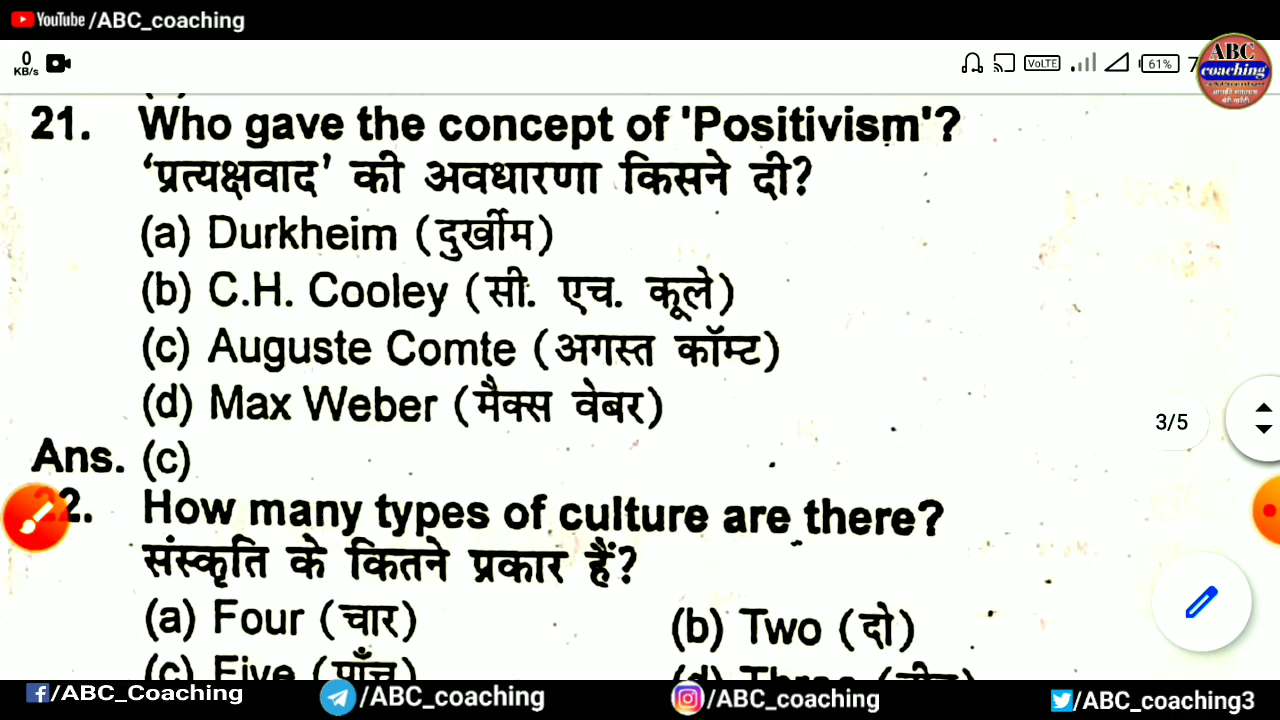 YouTube /ABC_coaching
0
KB/s
VoLTE
61%
7
ABC
coaching
21. Who gave the concept of 'Positivism'?
‘प्रत्यक्षवाद’ की अवधारणा किसने दी?
(a) Durkheim (दुर्खीम)
(b) C.H. Cooley (सी. एच. कूले)
(c) Auguste Comte (अगस्त कॉम्ट)
(d) Max Weber (मैक्स वेबर)
3/5
Ans. (c)
22. How many types of culture are there?
संस्कृति के कितने प्रकार हैं?
(a) Four (चार) (b) Two (दो)
(c) Five (पाँच) (d) Three (तीन)
/ABC_Coaching /ABC_coaching /ABC_coaching /ABC_coaching3